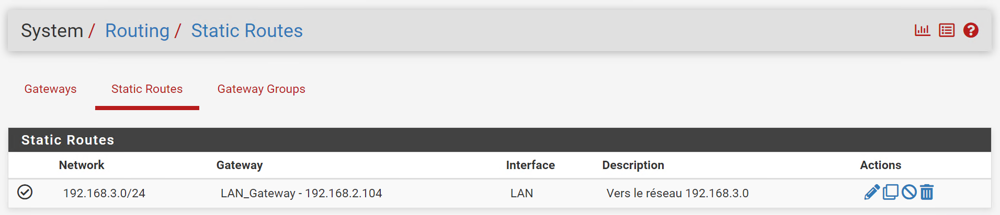 System / Routing / Static Routes
Gateways Static Routes Gateway Groups
Static Routes
Network Gateway Interface Description Actions
192.168.3.0/24 LAN_Gateway - 192.168.2.104 LAN Vers le réseau 192.168.3.0